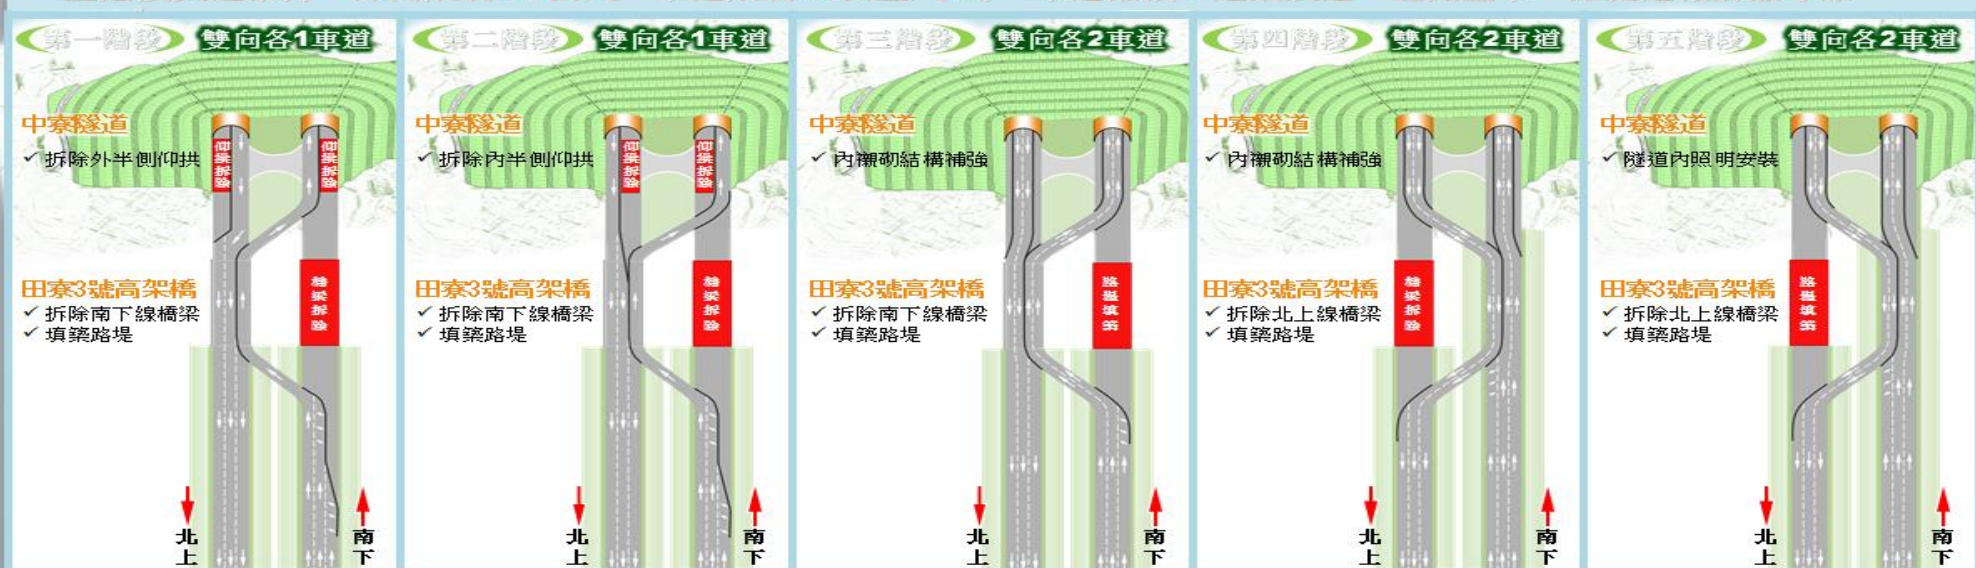 第一階段 雙向各1車道
中寮隧道
✓ 拆除外半側仰拱
仰拱拆除
仰拱拆除
田寮3號高架橋
✓ 拆除南下線橋梁
✓ 填築路堤
橋梁拆除
北上
南下
第二階段 雙向各1車道
中寮隧道
✓ 拆除內半側仰拱
仰拱拆除
仰拱拆除
田寮3號高架橋
✓ 拆除南下線橋梁
✓ 填築路堤
橋梁拆除
北上
南下
第三階段 雙向各2車道
中寮隧道
✓ 內襯砌結構補強
田寮3號高架橋
✓ 拆除南下線橋梁
✓ 填築路堤
路堤填築
北上
南下
第四階段 雙向各2車道
中寮隧道
✓ 內襯砌結構補強
田寮3號高架橋
✓ 拆除北上線橋梁
✓ 填築路堤
橋梁拆除
北上
南下
第五階段 雙向各2車道
中寮隧道
✓ 隧道內照明安裝
田寮3號高架橋
✓ 拆除北上線橋梁
✓ 填築路堤
路堤填築
北上
南下